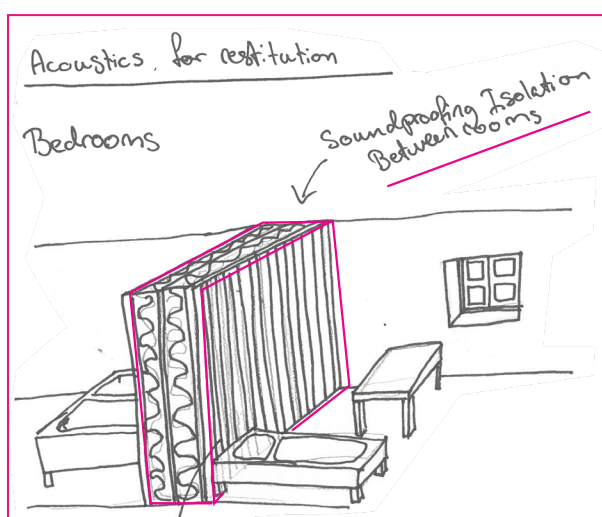 Acoustics, for restitution
Bedrooms
Soundproofing Isolation
Between rooms